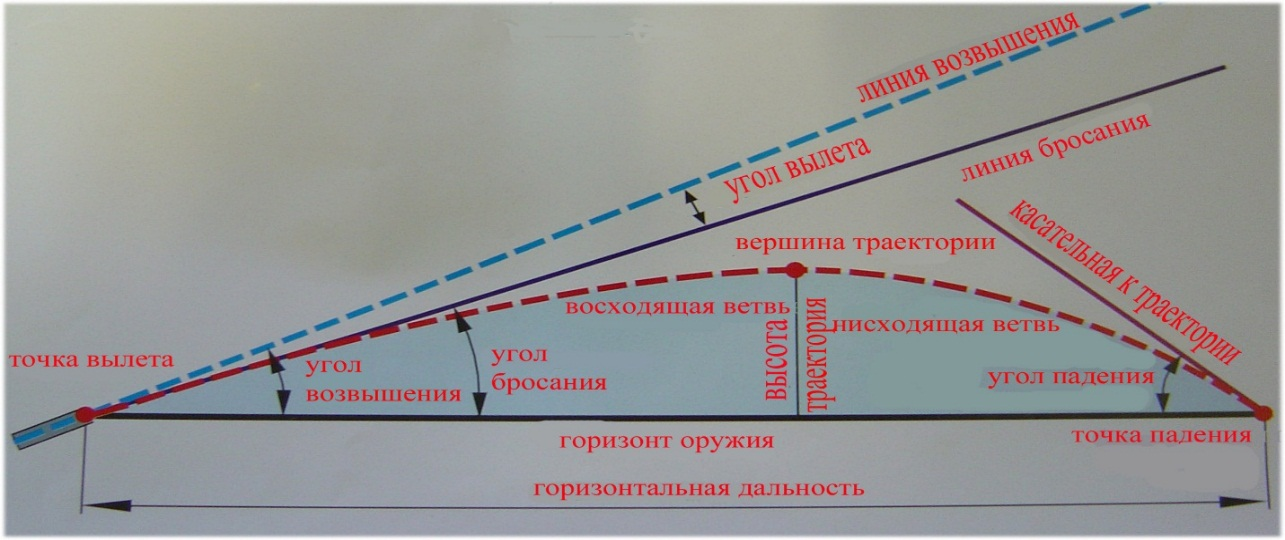 линия возвышения
линия бросания
угол вылета
касательная к траектории
вершина траектории
восходящая ветвь
нисходящая ветвь
высота
траектория
точка вылета
угол
возвышения
угол
бросания
угол падения
горизонт оружия
точка падения
горизонтальная дальность